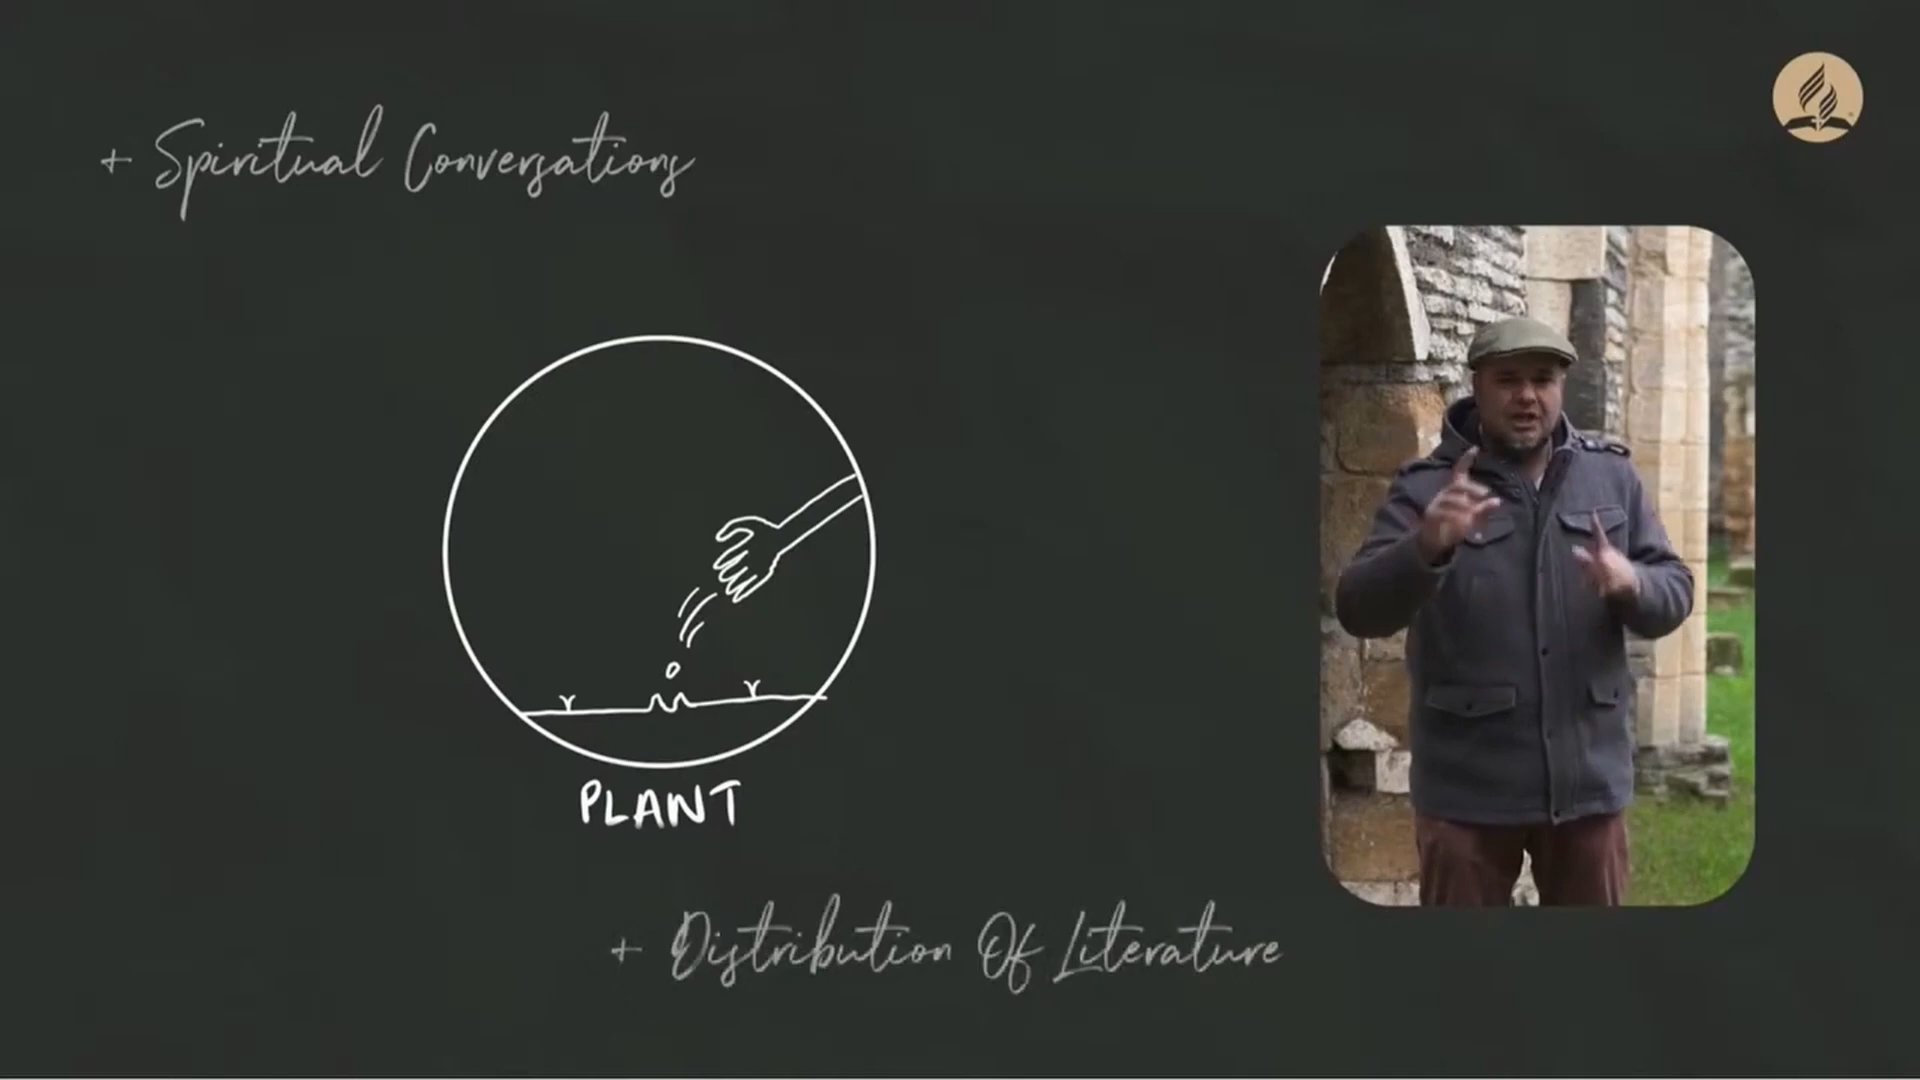 + Spiritual Conversations
PLANT
+ Distribution Of Literature